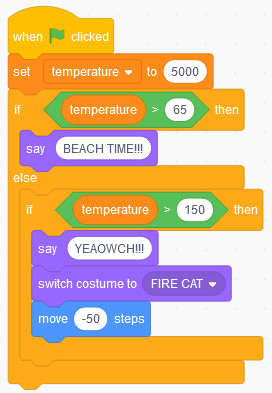 when clicked
set temperature to 5000
if temperature > 65 then
say BEACH TIME!!!
else
if temperature > 150 then
say YEAOWCH!!!
switch costume to FIRE CAT
move -50 steps